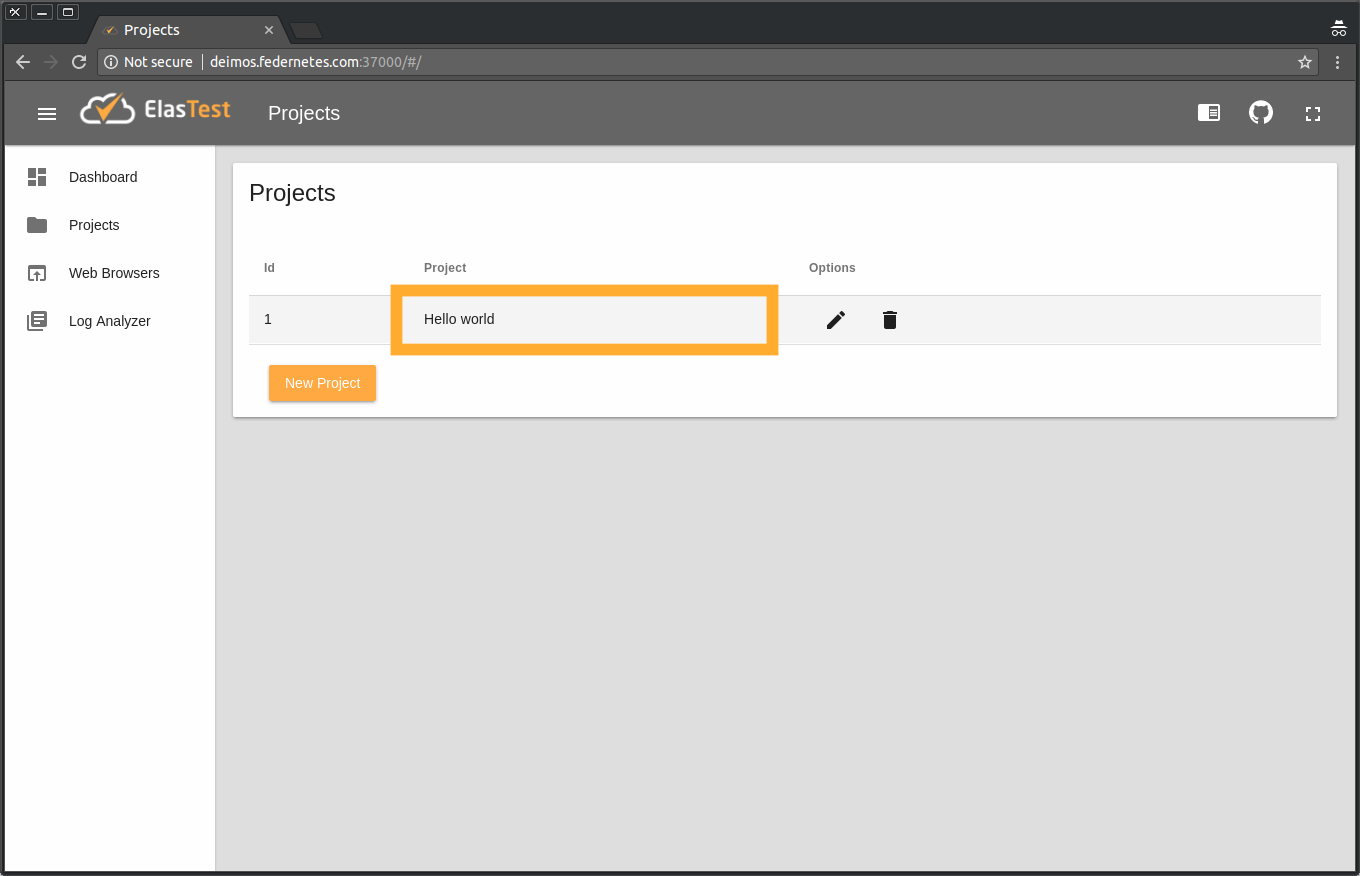 Projects
Not secure | deimos.federnetes.com:37000/#/
ElasTest
Projects
Dashboard
Projects
Web Browsers
Log Analyzer
Projects
Id Project Options
1 Hello world
New Project